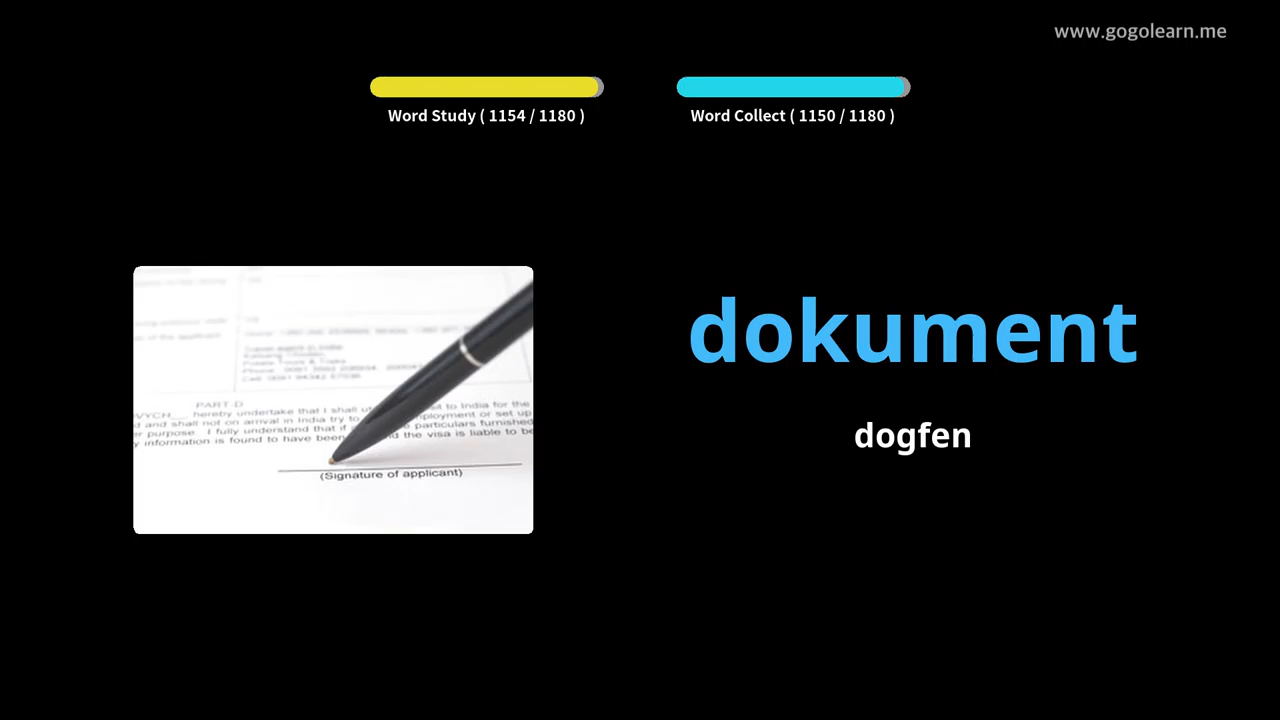 www.gogolearn.me
Word Study ( 1154 / 1180 )
Word Collect ( 1150 / 1180 )
dokument
dogfen
PART-D
hereby undertake that I shall to India for the
and shall not on arrival in India try to employment or set up
purpose. I fully understand that if particulars furnished
information is found to have been the visa is liable to be
(Signature of applicant)